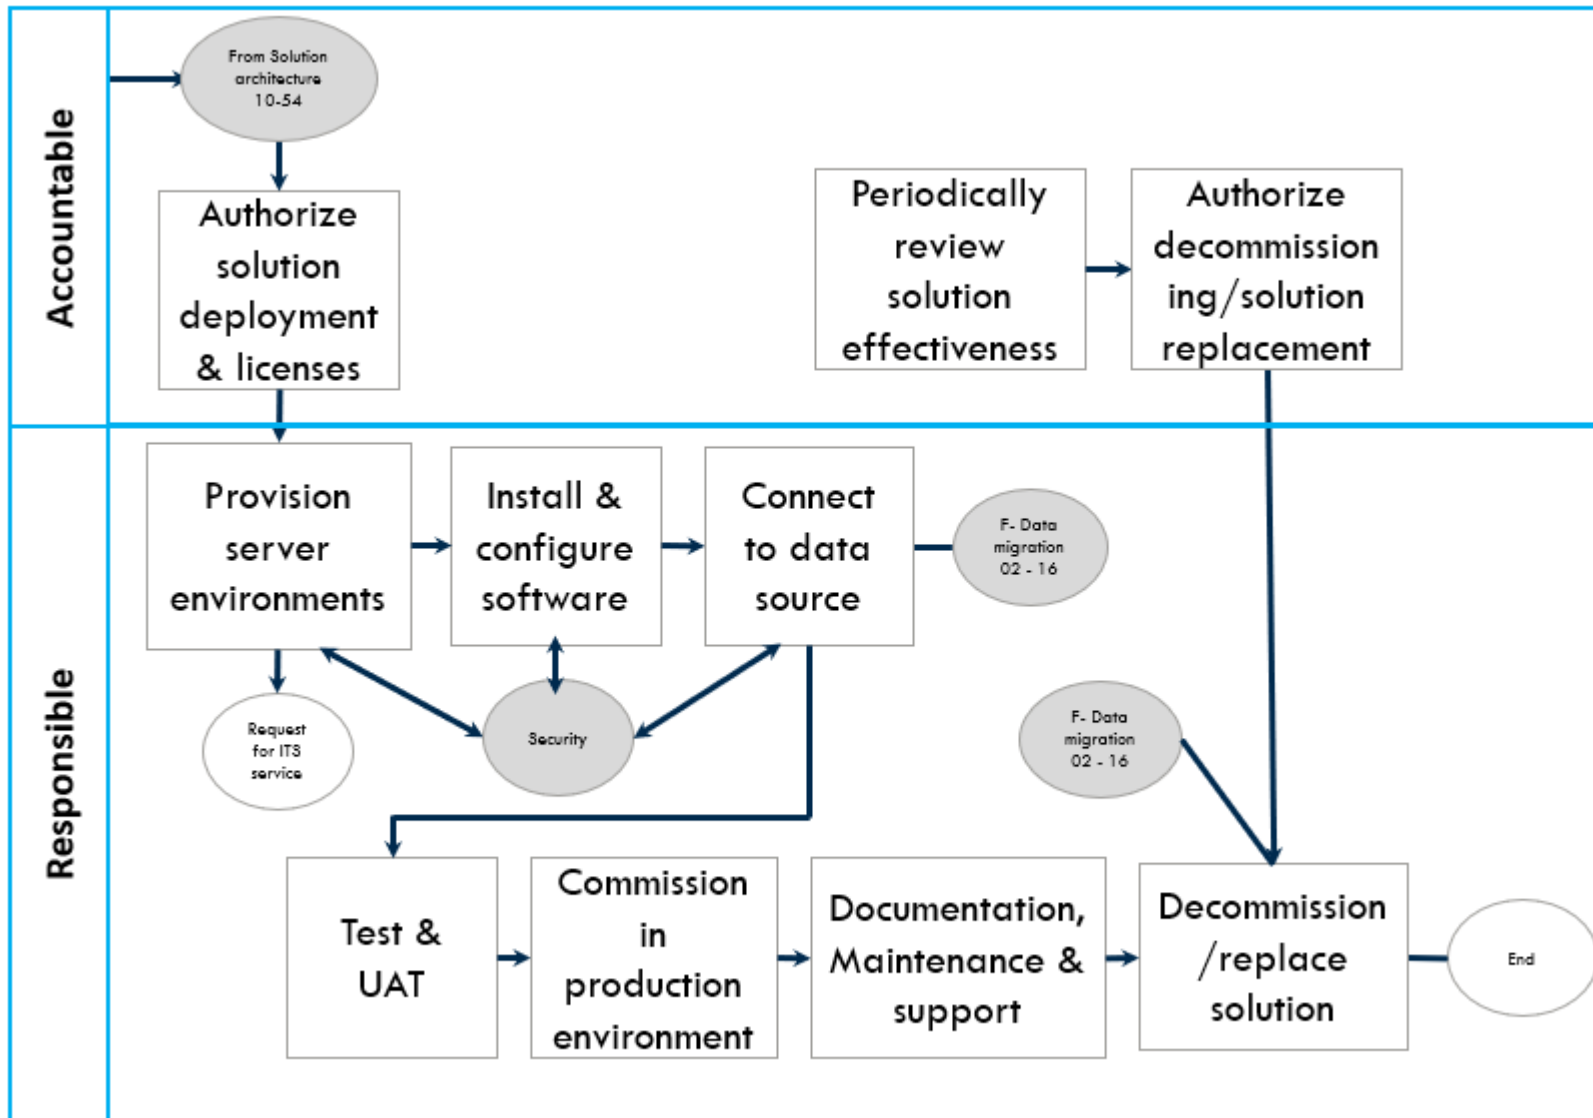 Accountable
From Solution
architecture
10-54
Authorize
solution
deployment
& licenses
Periodically
review
solution
effectiveness
Authorize
decommission
ing/solution
replacement
Responsible
Provision
server
environments
Install &
configure
software
Connect
to data
source
F- Data
migration
02 - 16
Request
for ITS
service
Security
F- Data
migration
02 - 16
Test &
UAT
Commission
in
production
environment
Documentation,
Maintenance &
support
Decommission
/replace
solution
End